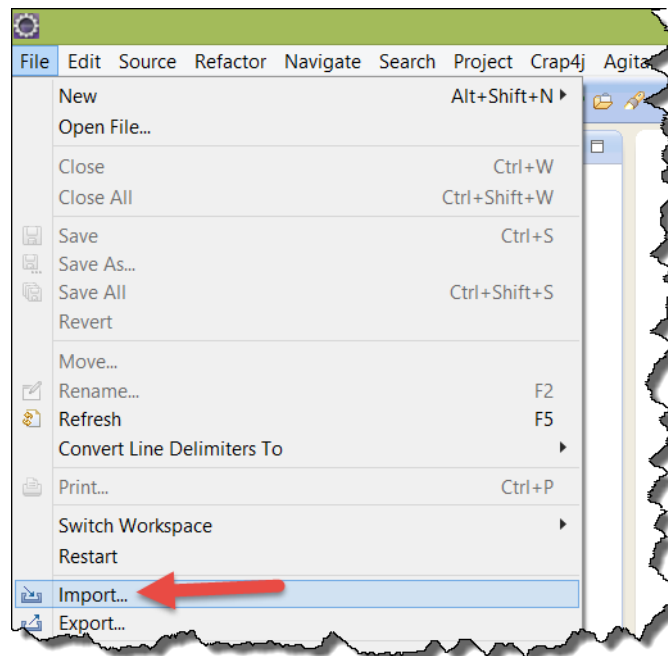 File Edit Source Refactor Navigate Search Project Crap4j
New Alt+Shift+N
Open File...
Close Ctrl+W
Close All Ctrl+Shift+W
Save Ctrl+S
Save As...
Save All Ctrl+Shift+S
Revert
Move...
Rename... F2
Refresh F5
Convert Line Delimiters To
Print... Ctrl+P
Switch Workspace
Restart
Import...
Export...